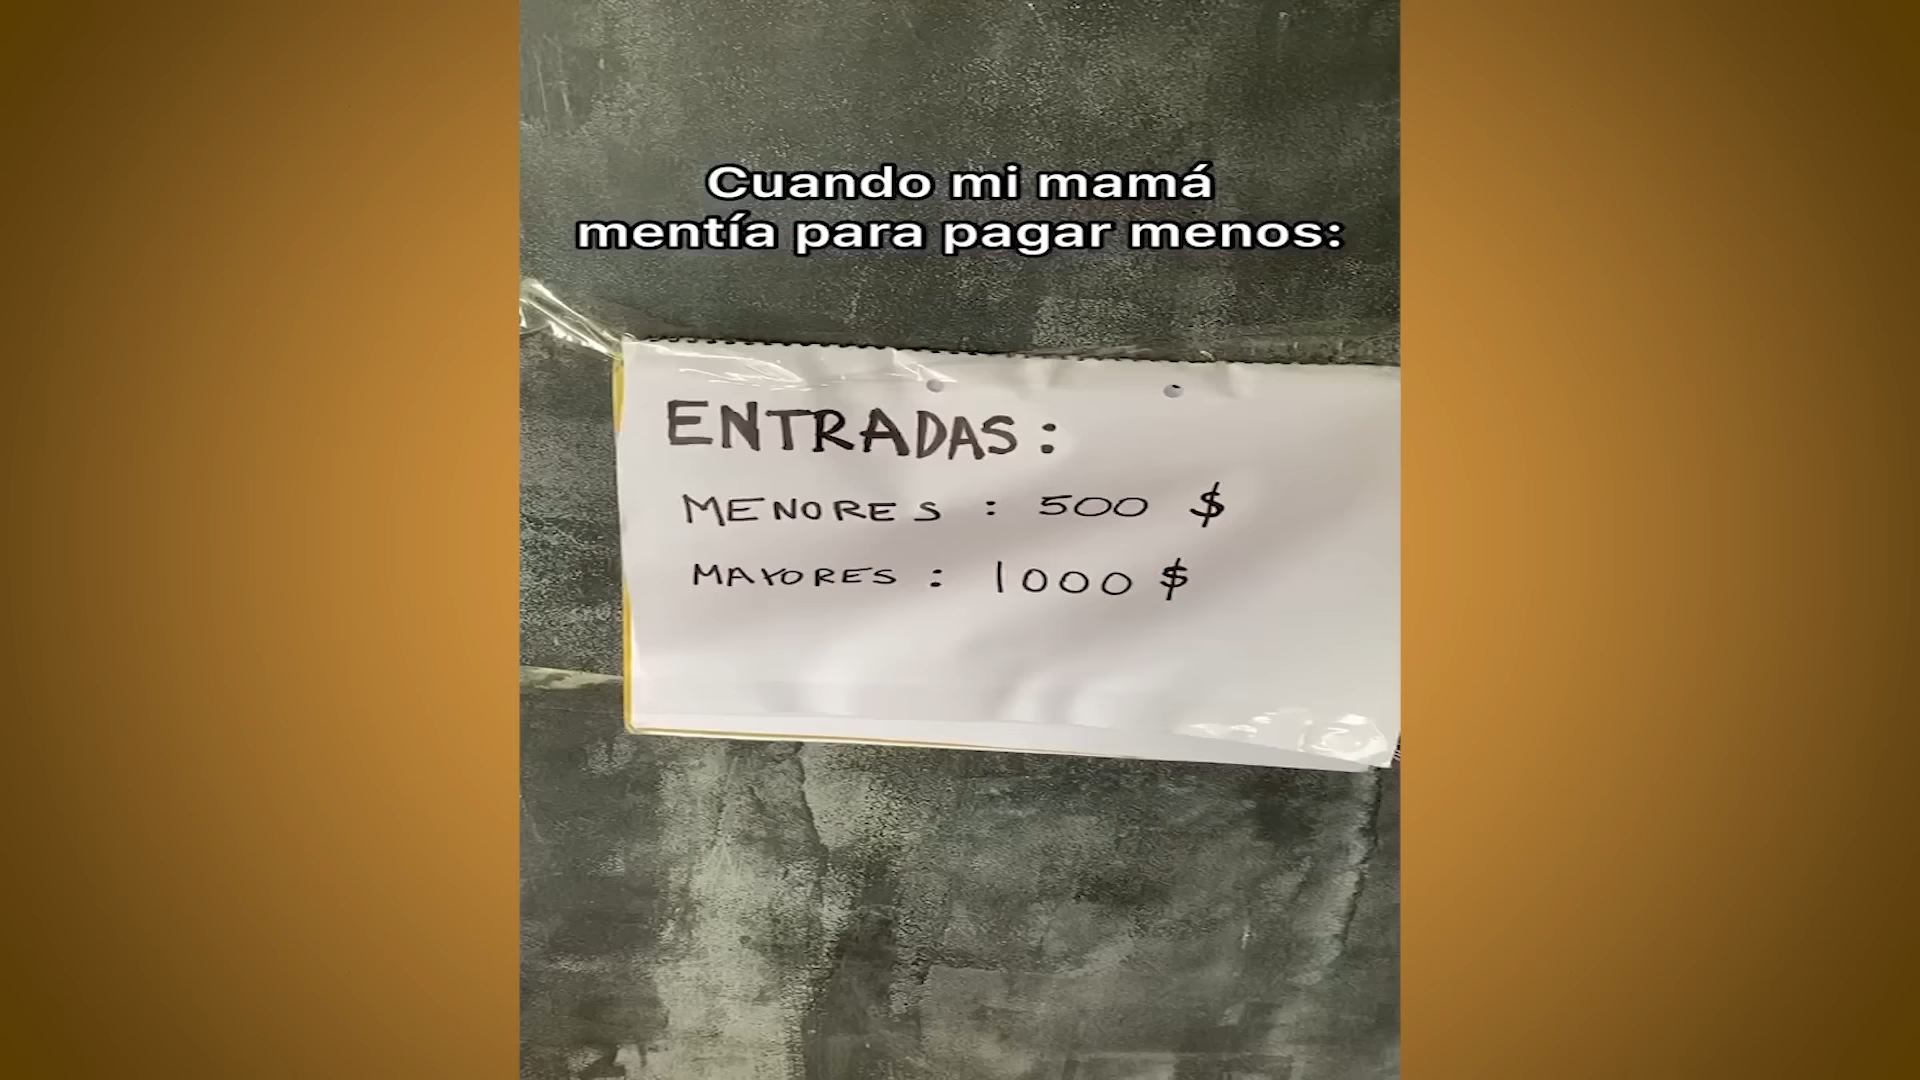 Cuando mi mamá
mentía para pagar menos:
ENTRADAS:
MENORES : 500 $
MAYORES : 1000 $